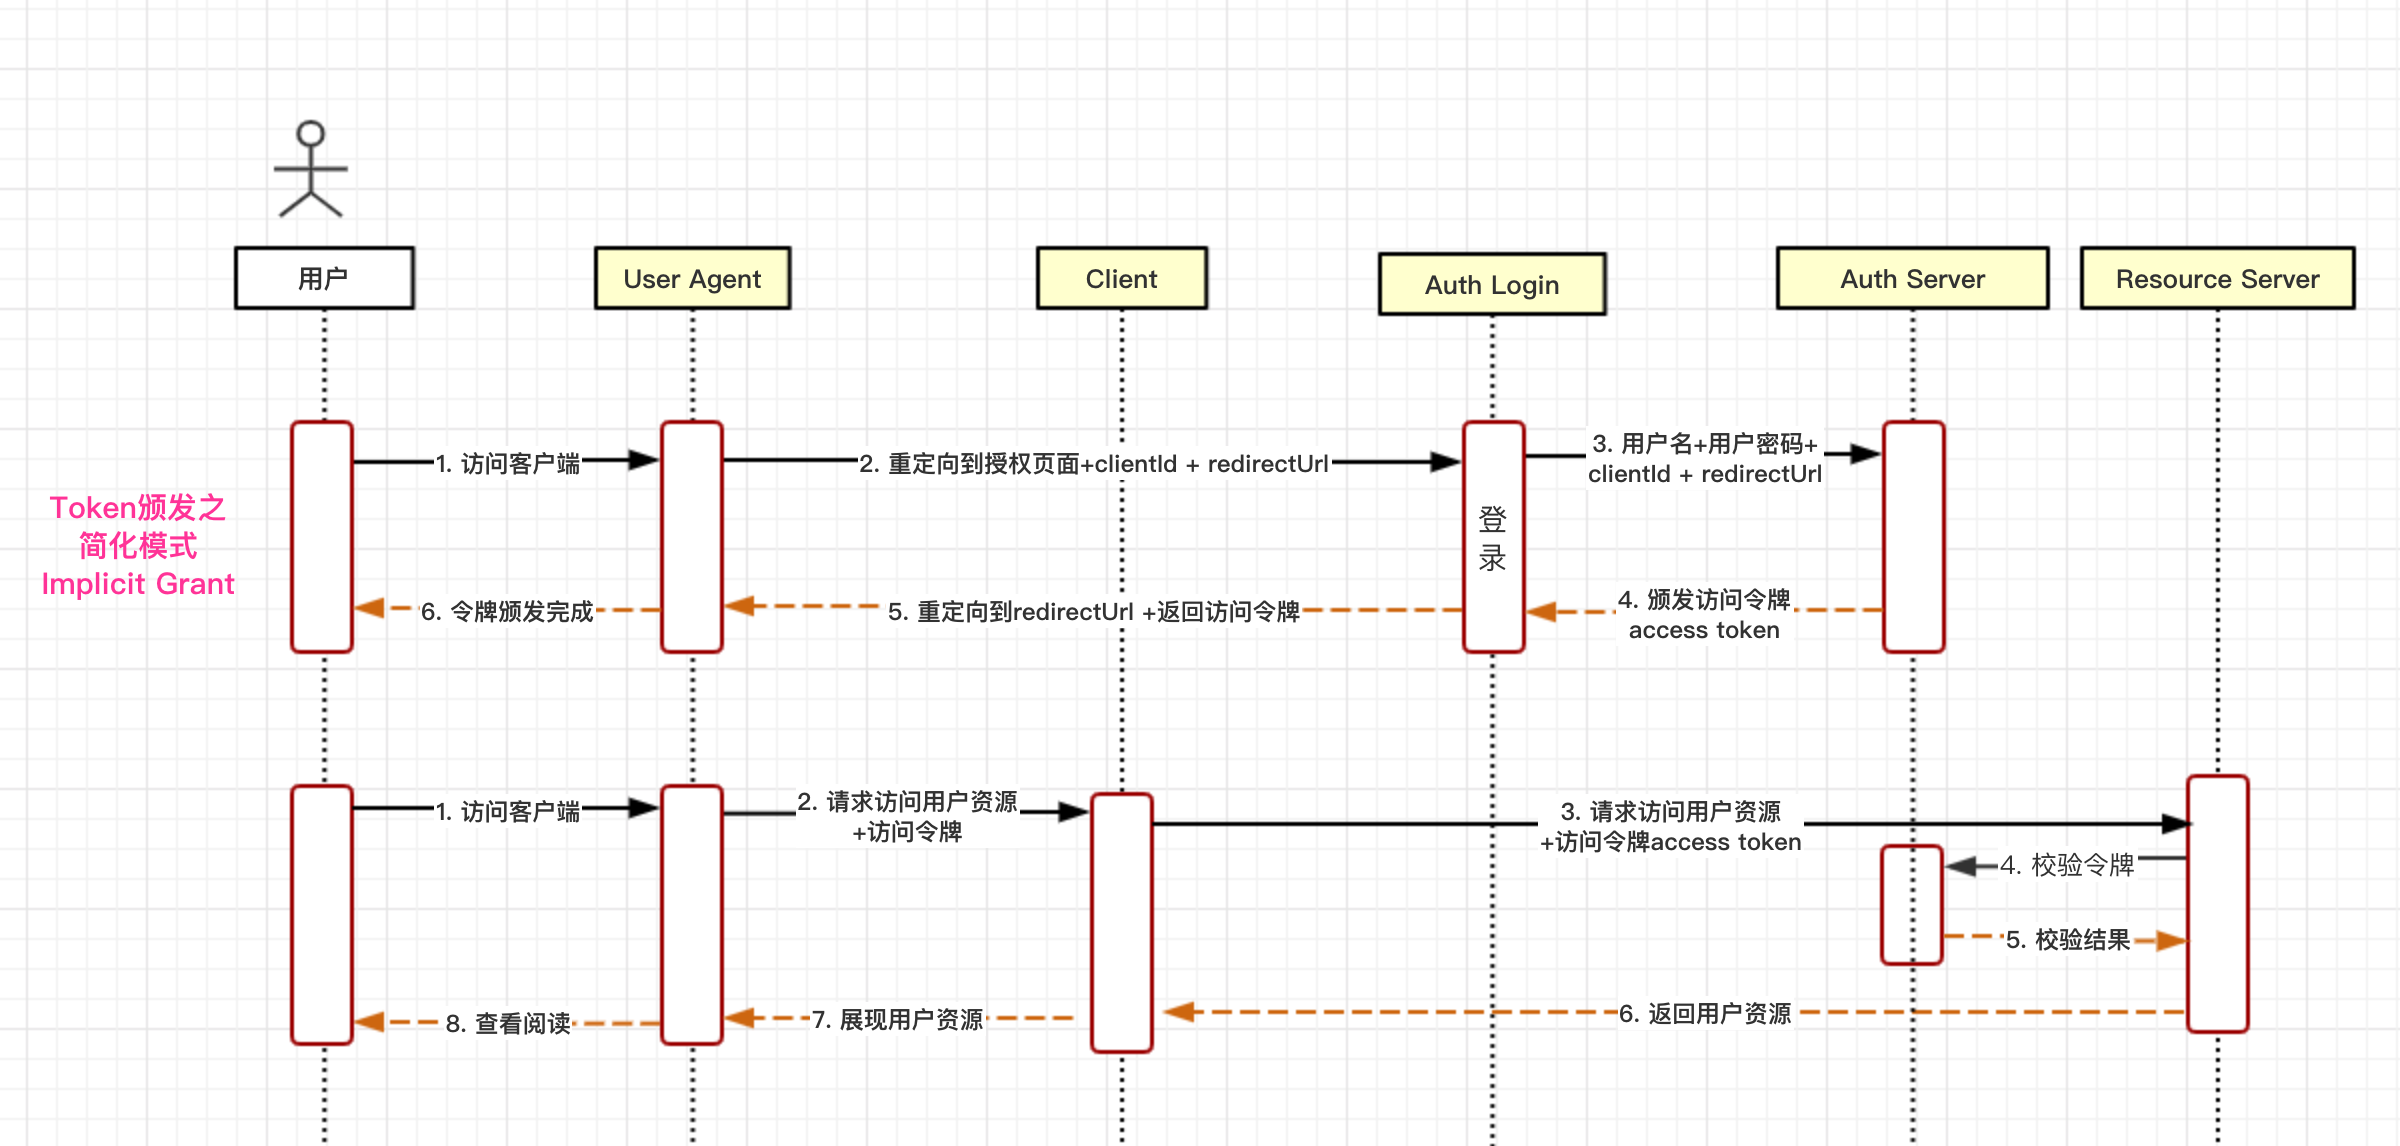 用户
User Agent
Client
Auth Login
Auth Server
Resource Server
Token颁发之
简化模式
Implicit Grant
1. 访问客户端
2. 重定向到授权页面+clientId + redirectUrl
3. 用户名+用户密码+
clientId + redirectUrl
登
录
4. 颁发访问令牌
access token
5. 重定向到redirectUrl +返回访问令牌
6. 令牌颁发完成
1. 访问客户端
2. 请求访问用户资源
+访问令牌
3. 请求访问用户资源
+访问令牌access token
4. 校验令牌
5. 校验结果
6. 返回用户资源
7. 展现用户资源
8. 查看阅读